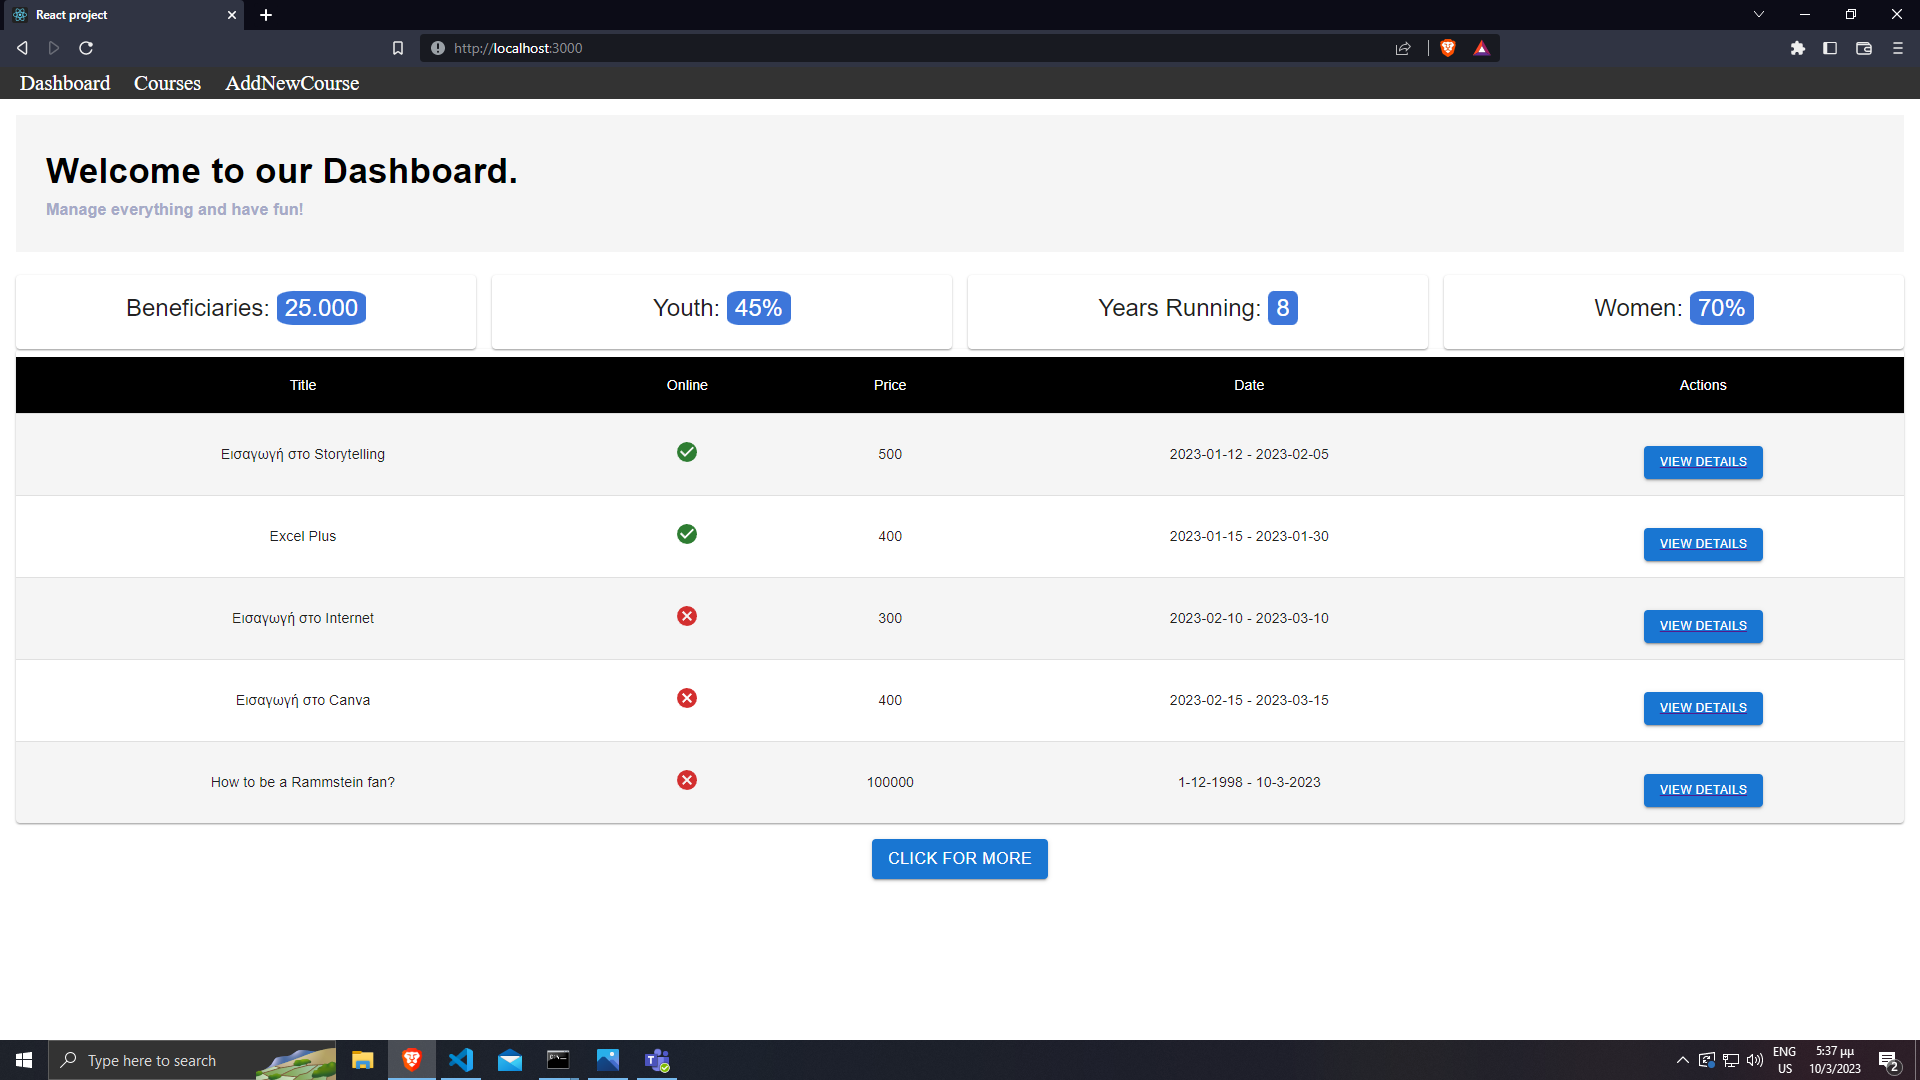 React project
http://localhost:3000
Dashboard Courses AddNewCourse
Welcome to our Dashboard.
Manage everything and have fun!
Beneficiaries: 25.000 Youth: 45% Years Running: 8 Women: 70%
Title Online Price Date Actions
Εισαγωγή στο Storytelling 500 2023-01-12 - 2023-02-05 VIEW DETAILS
Excel Plus 400 2023-01-15 - 2023-01-30 VIEW DETAILS
Εισαγωγή στο Internet 300 2023-02-10 - 2023-03-10 VIEW DETAILS
Εισαγωγή στο Canva 400 2023-02-15 - 2023-03-15 VIEW DETAILS
How to be a Rammstein fan? 100000 1-12-1998 - 10-3-2023 VIEW DETAILS
CLICK FOR MORE
Type here to search
ENG 5:37 μμ
US 10/3/2023 2